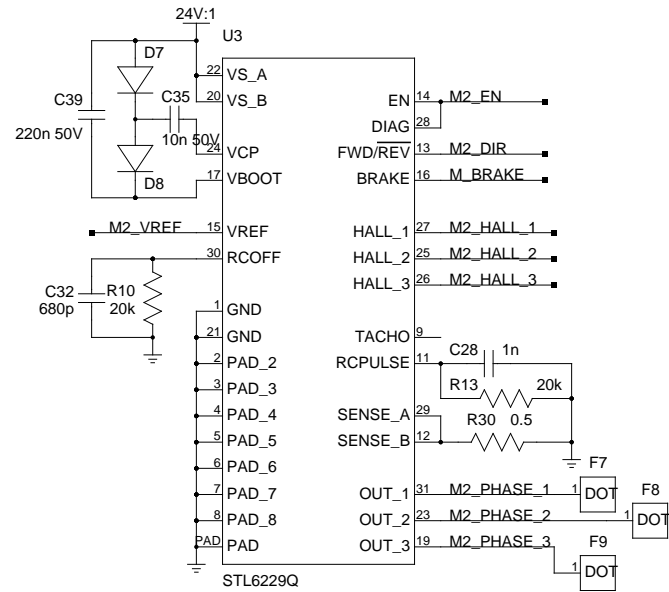 24V:1
U3
D7
C39
220n 50V
C35
10n 50V
D8
22 VS_A
20 VS_B
24 VCP
17 VBOOT
M2_VREF 15 VREF
30 RCOFF
C32
680p
R10
20k
1 GND
21 GND
2 PAD_2
3 PAD_3
4 PAD_4
5 PAD_5
6 PAD_6
7 PAD_7
8 PAD_8
PAD PAD
EN 14 M2_EN
DIAG 28
FWD/REV 13 M2_DIR
BRAKE 16 M_BRAKE
HALL_1 27 M2_HALL_1
HALL_2 25 M2_HALL_2
HALL_3 26 M2_HALL_3
TACHO 9
RCPULSE 11
C28 1n
R13 20k
SENSE_A 29
R30 0.5
SENSE_B 12
OUT_1 31 M2_PHASE_1
OUT_2 23 M2_PHASE_2
OUT_3 19 M2_PHASE_3
F7
1 DOT
F8
1 DOT
F9
1 DOT
STL6229Q